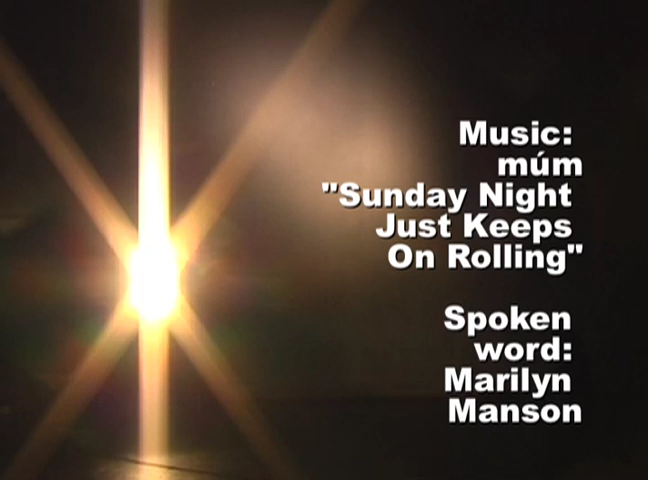 Music:
múm
"Sunday Night
Just Keeps
On Rolling"
Spoken
word:
Marilyn
Manson